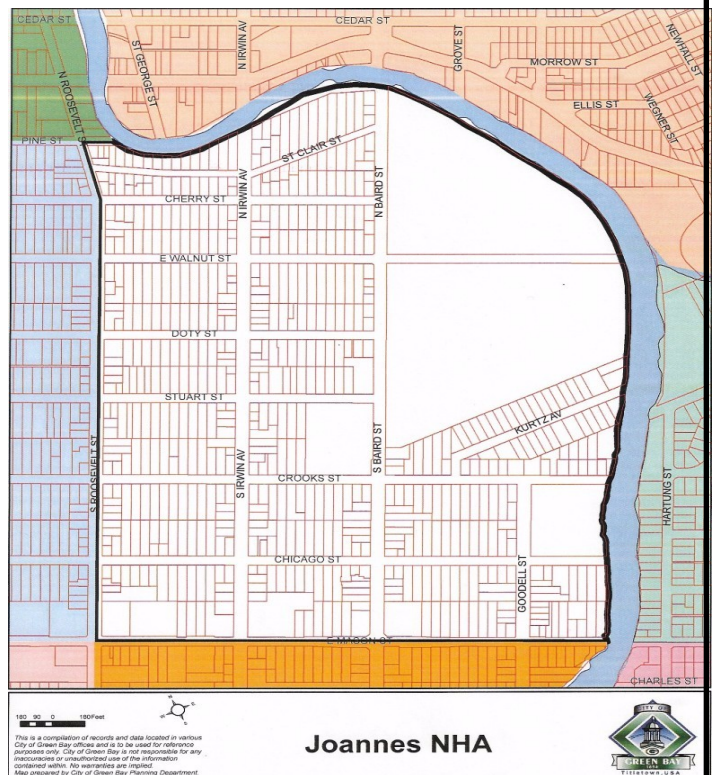 CEDAR ST
CEDAR ST
N IRWIN AV
ST GEORGE ST
GROVE ST
NEWHALL ST
MORROW ST
ELLIS ST
WEGNER ST
N ROOSEVELT ST
PINE ST
ST CLAIR ST
CHERRY ST
N IRWIN AV
N BAIRD ST
E WALNUT ST
DOTY ST
STUART ST
KURTZ AV
S ROOSEVELT ST
S IRWIN AV
S BAIRD ST
CROOKS ST
HARTUNG ST
CHICAGO ST
GOODELL ST
E MASON ST
CHARLES ST
180 90 0 180 Feet
This is a compilation of records and data located in various
City of Green Bay offices and is to be used for reference
purposes only. City of Green Bay is not responsible for any
inaccuracies or unauthorized use of the information
contained within. No warranties are implied.
Map prepared by City of Green Bay Planning Department
Joannes NHA
CITY OF
GREEN BAY
1854
Titletown, USA